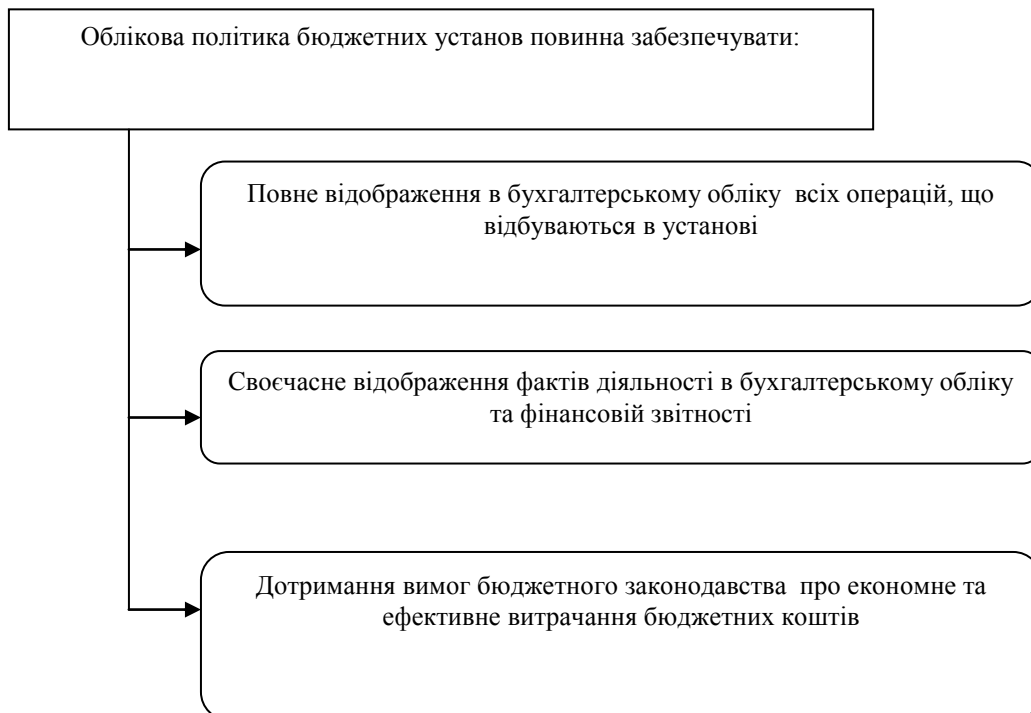 Облікова політика бюджетних установ повинна забезпечувати:
Повне відображення в бухгалтерському обліку всіх операцій, що
відбуваються в установі
Своєчасне відображення фактів діяльності в бухгалтерському обліку
та фінансовій звітності
Дотримання вимог бюджетного законодавства про економне та
ефективне витрачання бюджетних коштів